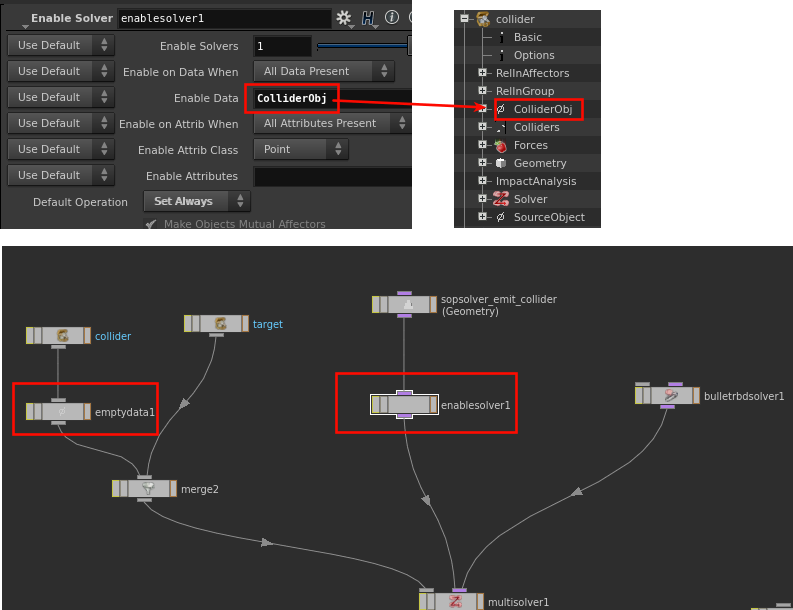 Enable Solver enablesolver1
Use Default Enable Solvers 1
Use Default Enable on Data When All Data Present
Use Default Enable Data ColliderObj
Use Default Enable on Attrib When All Attributes Present
Use Default Enable Attrib Class Point
Use Default Enable Attributes
Default Operation Set Always
Make Objects Mutual Affectors
collider
Basic
Options
RelInAffectors
RelInGroup
ColliderObj
Colliders
Forces
Geometry
ImpactAnalysis
Solver
SourceObject
sopsolver_emit_collider
(Geometry)
target
collider
bulletrbdsolver1
enablesolver1
emptydata1
merge2
multisolver1